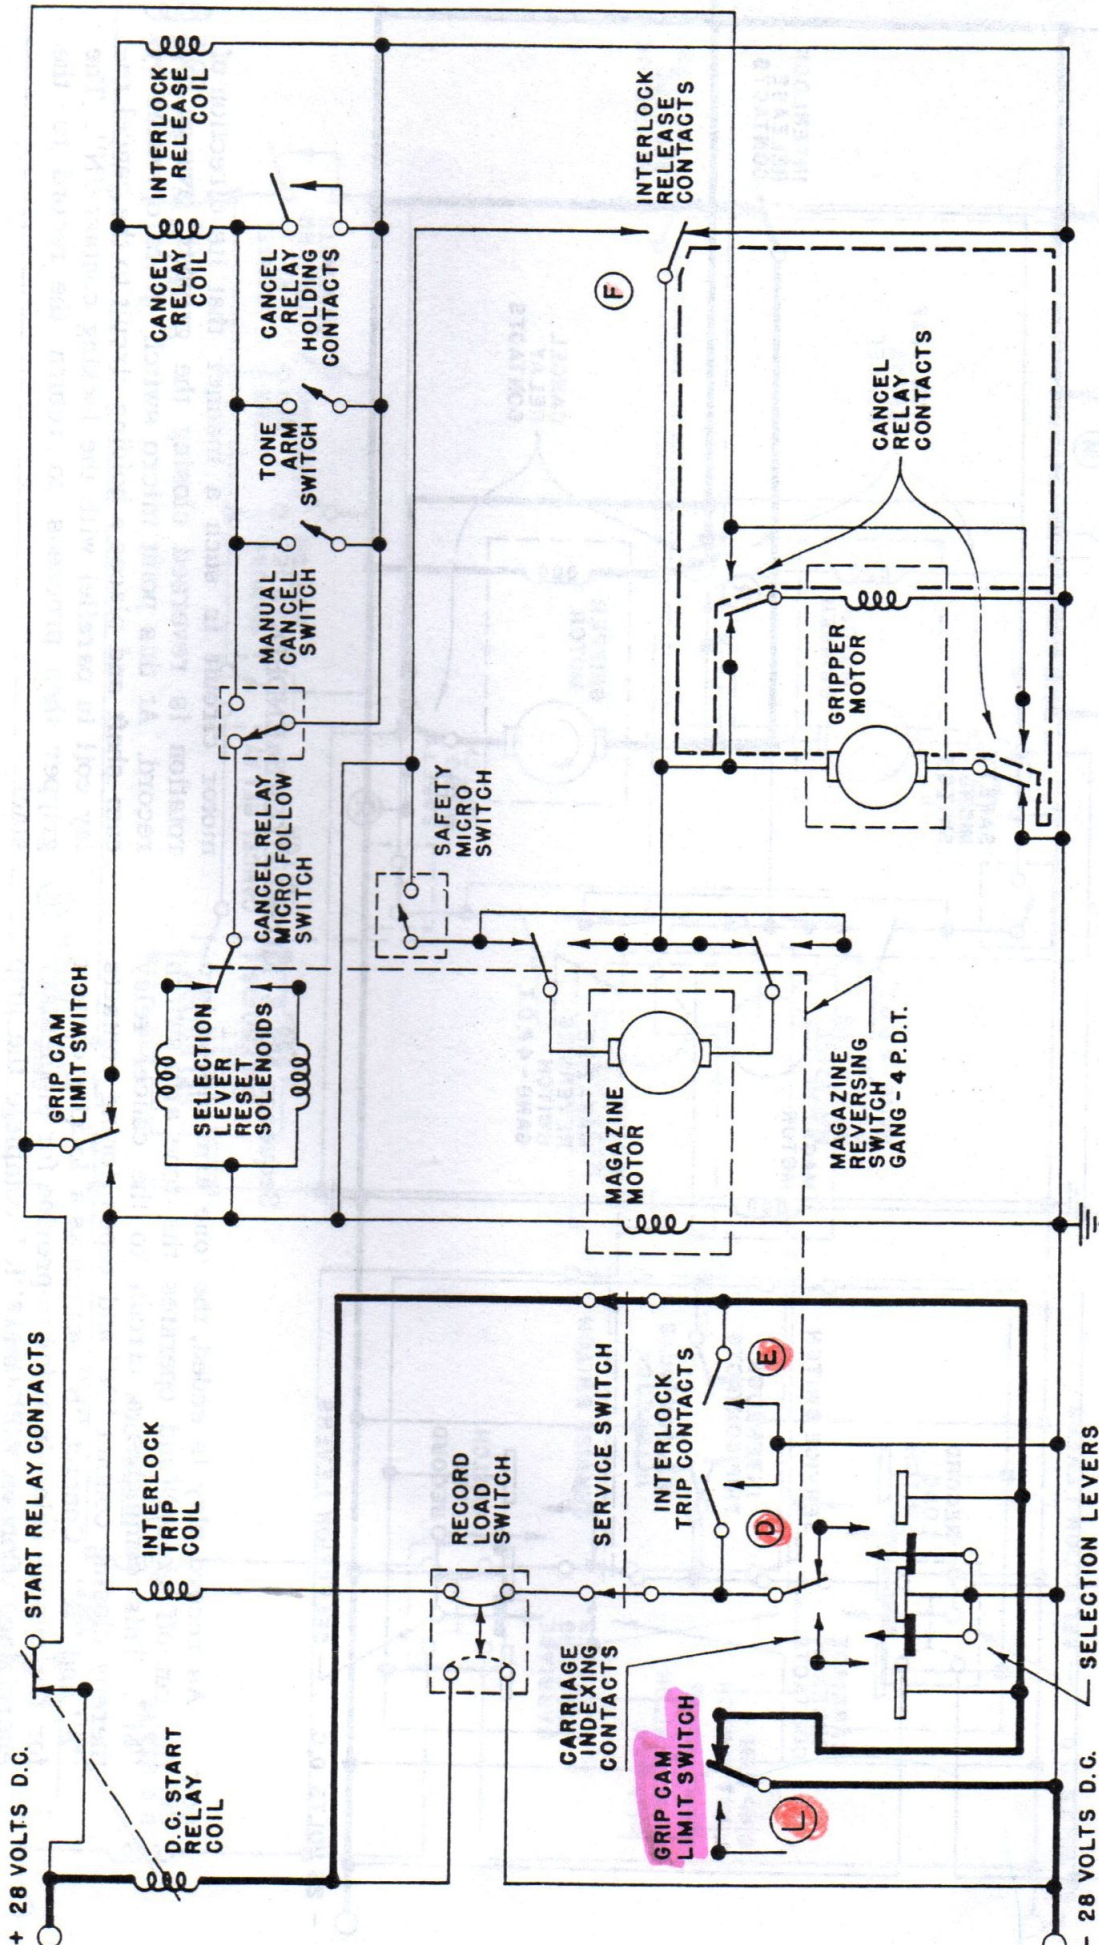 + 28 VOLTS D.C.
START RELAY CONTACTS
D.C. START
RELAY
COIL
INTERLOCK
TRIP
COIL
GRIP CAM
LIMIT SWITCH
SELECTION
LEVER
RESET
SOLENOIDS
CANCEL RELAY
MICRO FOLLOW
SWITCH
MANUAL
CANCEL
SWITCH
TONE
ARM
SWITCH
CANCEL
RELAY
COIL
INTERLOCK
RELEASE
COIL
CANCEL
RELAY
HOLDING
CONTACTS
RECORD
LOAD
SWITCH
SERVICE SWITCH
INTERLOCK
TRIP CONTACTS
D
E
CARRIAGE
INDEXING
CONTACTS
GRIP CAM
LIMIT SWITCH
L
SELECTION LEVERS
MAGAZINE
MOTOR
SAFETY
MICRO
SWITCH
MAGAZINE
REVERSING
SWITCH
GANG-4 P.D.T.
GRIPPER
MOTOR
CANCEL
RELAY
CONTACTS
F
INTERLOCK
RELEASE
CONTACTS
- 28 VOLTS D.C.